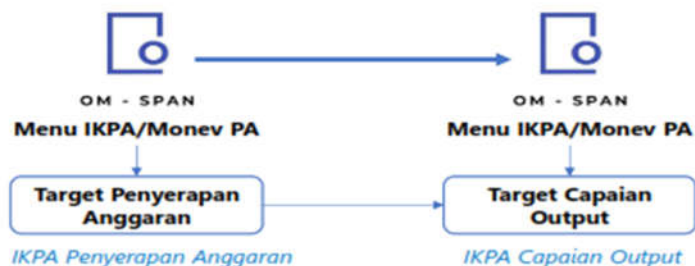 OM - SPAN
Menu IKPA/Monev PA
Target Penyerapan
Anggaran
IKPA Penyerapan Anggaran
OM - SPAN
Menu IKPA/Monev PA
Target Capaian
Output
IKPA Capaian Output